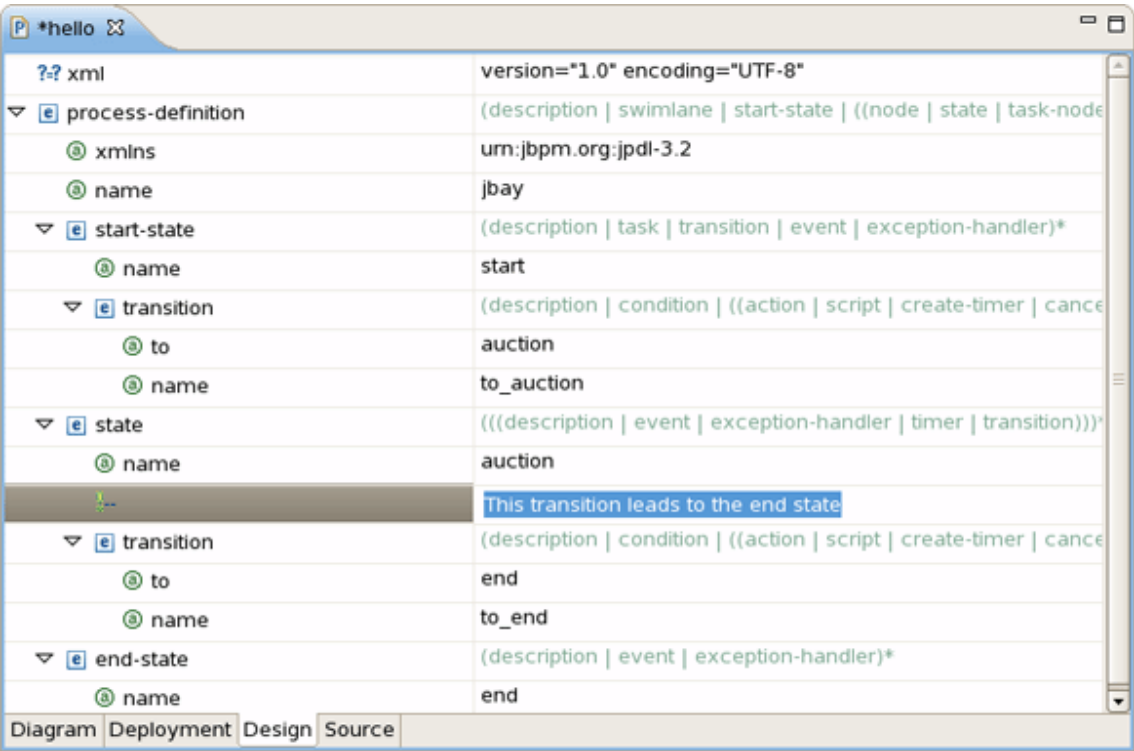 *hello
?=? xml version="1.0" encoding="UTF-8"
e process-definition (description | swimlane | start-state | ((node | state | task-node
a xmlns urn:jbpm.org:jpdl-3.2
a name jbay
e start-state (description | task | transition | event | exception-handler)*
a name start
e transition (description | condition | ((action | script | create-timer | cance
a to auction
a name to_auction
e state (((description | event | exception-handler | timer | transition)))*
a name auction
This transition leads to the end state
e transition (description | condition | ((action | script | create-timer | cance
a to end
a name to_end
e end-state (description | event | exception-handler)*
a name end
Diagram Deployment Design Source